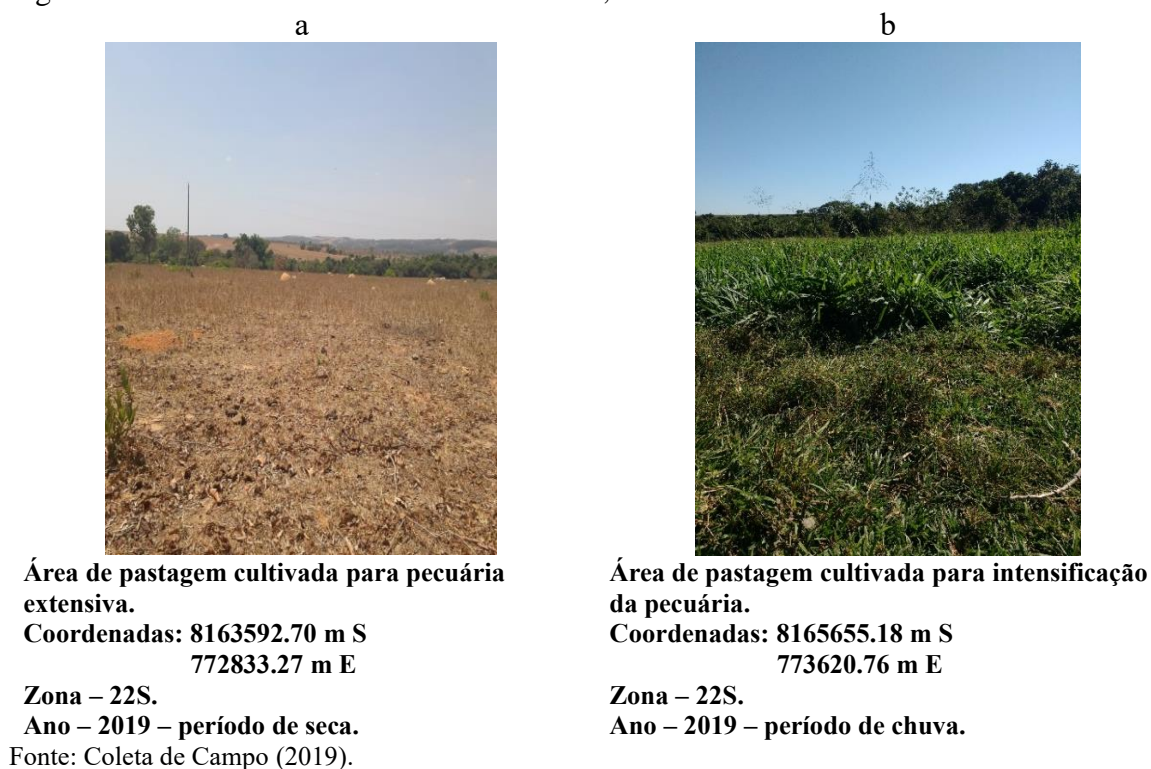 a
b
Área de pastagem cultivada para pecuária
extensiva.
Coordenadas: 8163592.70 m S
772833.27 m E
Zona – 22S.
Ano – 2019 – período de seca.
Área de pastagem cultivada para intensificação
da pecuária.
Coordenadas: 8165655.18 m S
773620.76 m E
Zona – 22S.
Ano – 2019 – período de chuva.
Fonte: Coleta de Campo (2019).